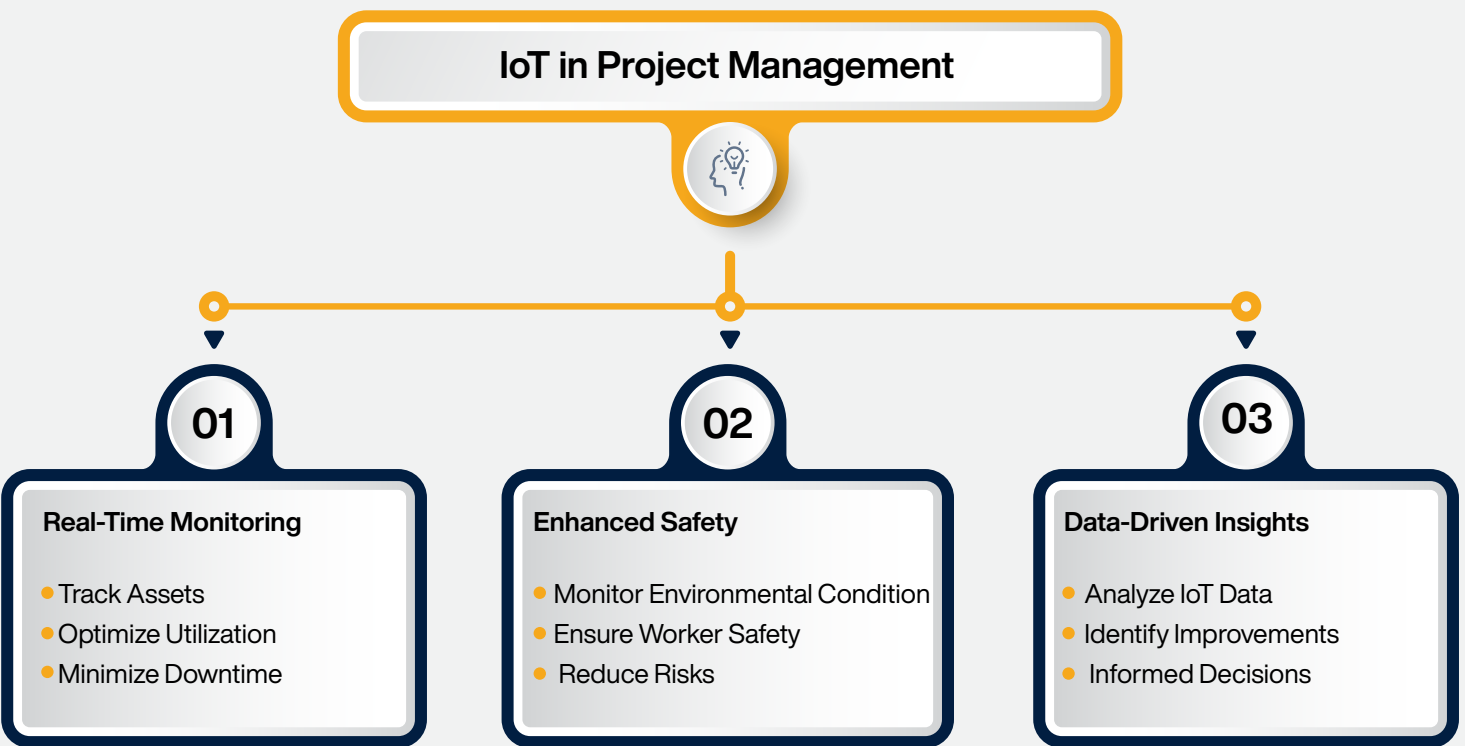 IoT in Project Management
01
Real-Time Monitoring
Track Assets
Optimize Utilization
Minimize Downtime
02
Enhanced Safety
Monitor Environmental Condition
Ensure Worker Safety
Reduce Risks
03
Data-Driven Insights
Analyze IoT Data
Identify Improvements
Informed Decisions